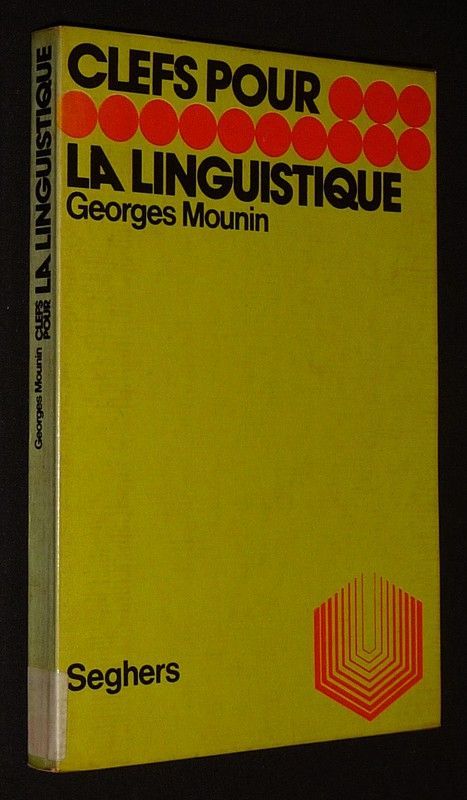 CLEFS POUR
LA LINGUISTIQUE
Georges Mounin
Seghers
Georges Mounin CLEFS POUR LA LINGUISTIQUE